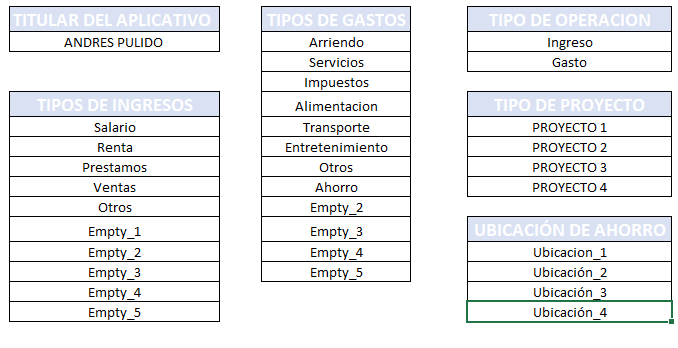 TITULAR DEL APLICATIVO
ANDRES PULIDO
TIPOS DE INGRESOS
Salario
Renta
Prestamos
Ventas
Otros
Empty_1
Empty_2
Empty_3
Empty_4
Empty_5
TIPOS DE GASTOS
Arriendo
Servicios
Impuestos
Alimentacion
Transporte
Entretenimiento
Otros
Ahorro
Empty_2
Empty_3
Empty_4
Empty_5
TIPO DE OPERACION
Ingreso
Gasto
TIPO DE PROYECTO
PROYECTO 1
PROYECTO 2
PROYECTO 3
PROYECTO 4
UBICACIÓN DE AHORRO
Ubicacion_1
Ubicación_2
Ubicación_3
Ubicación_4